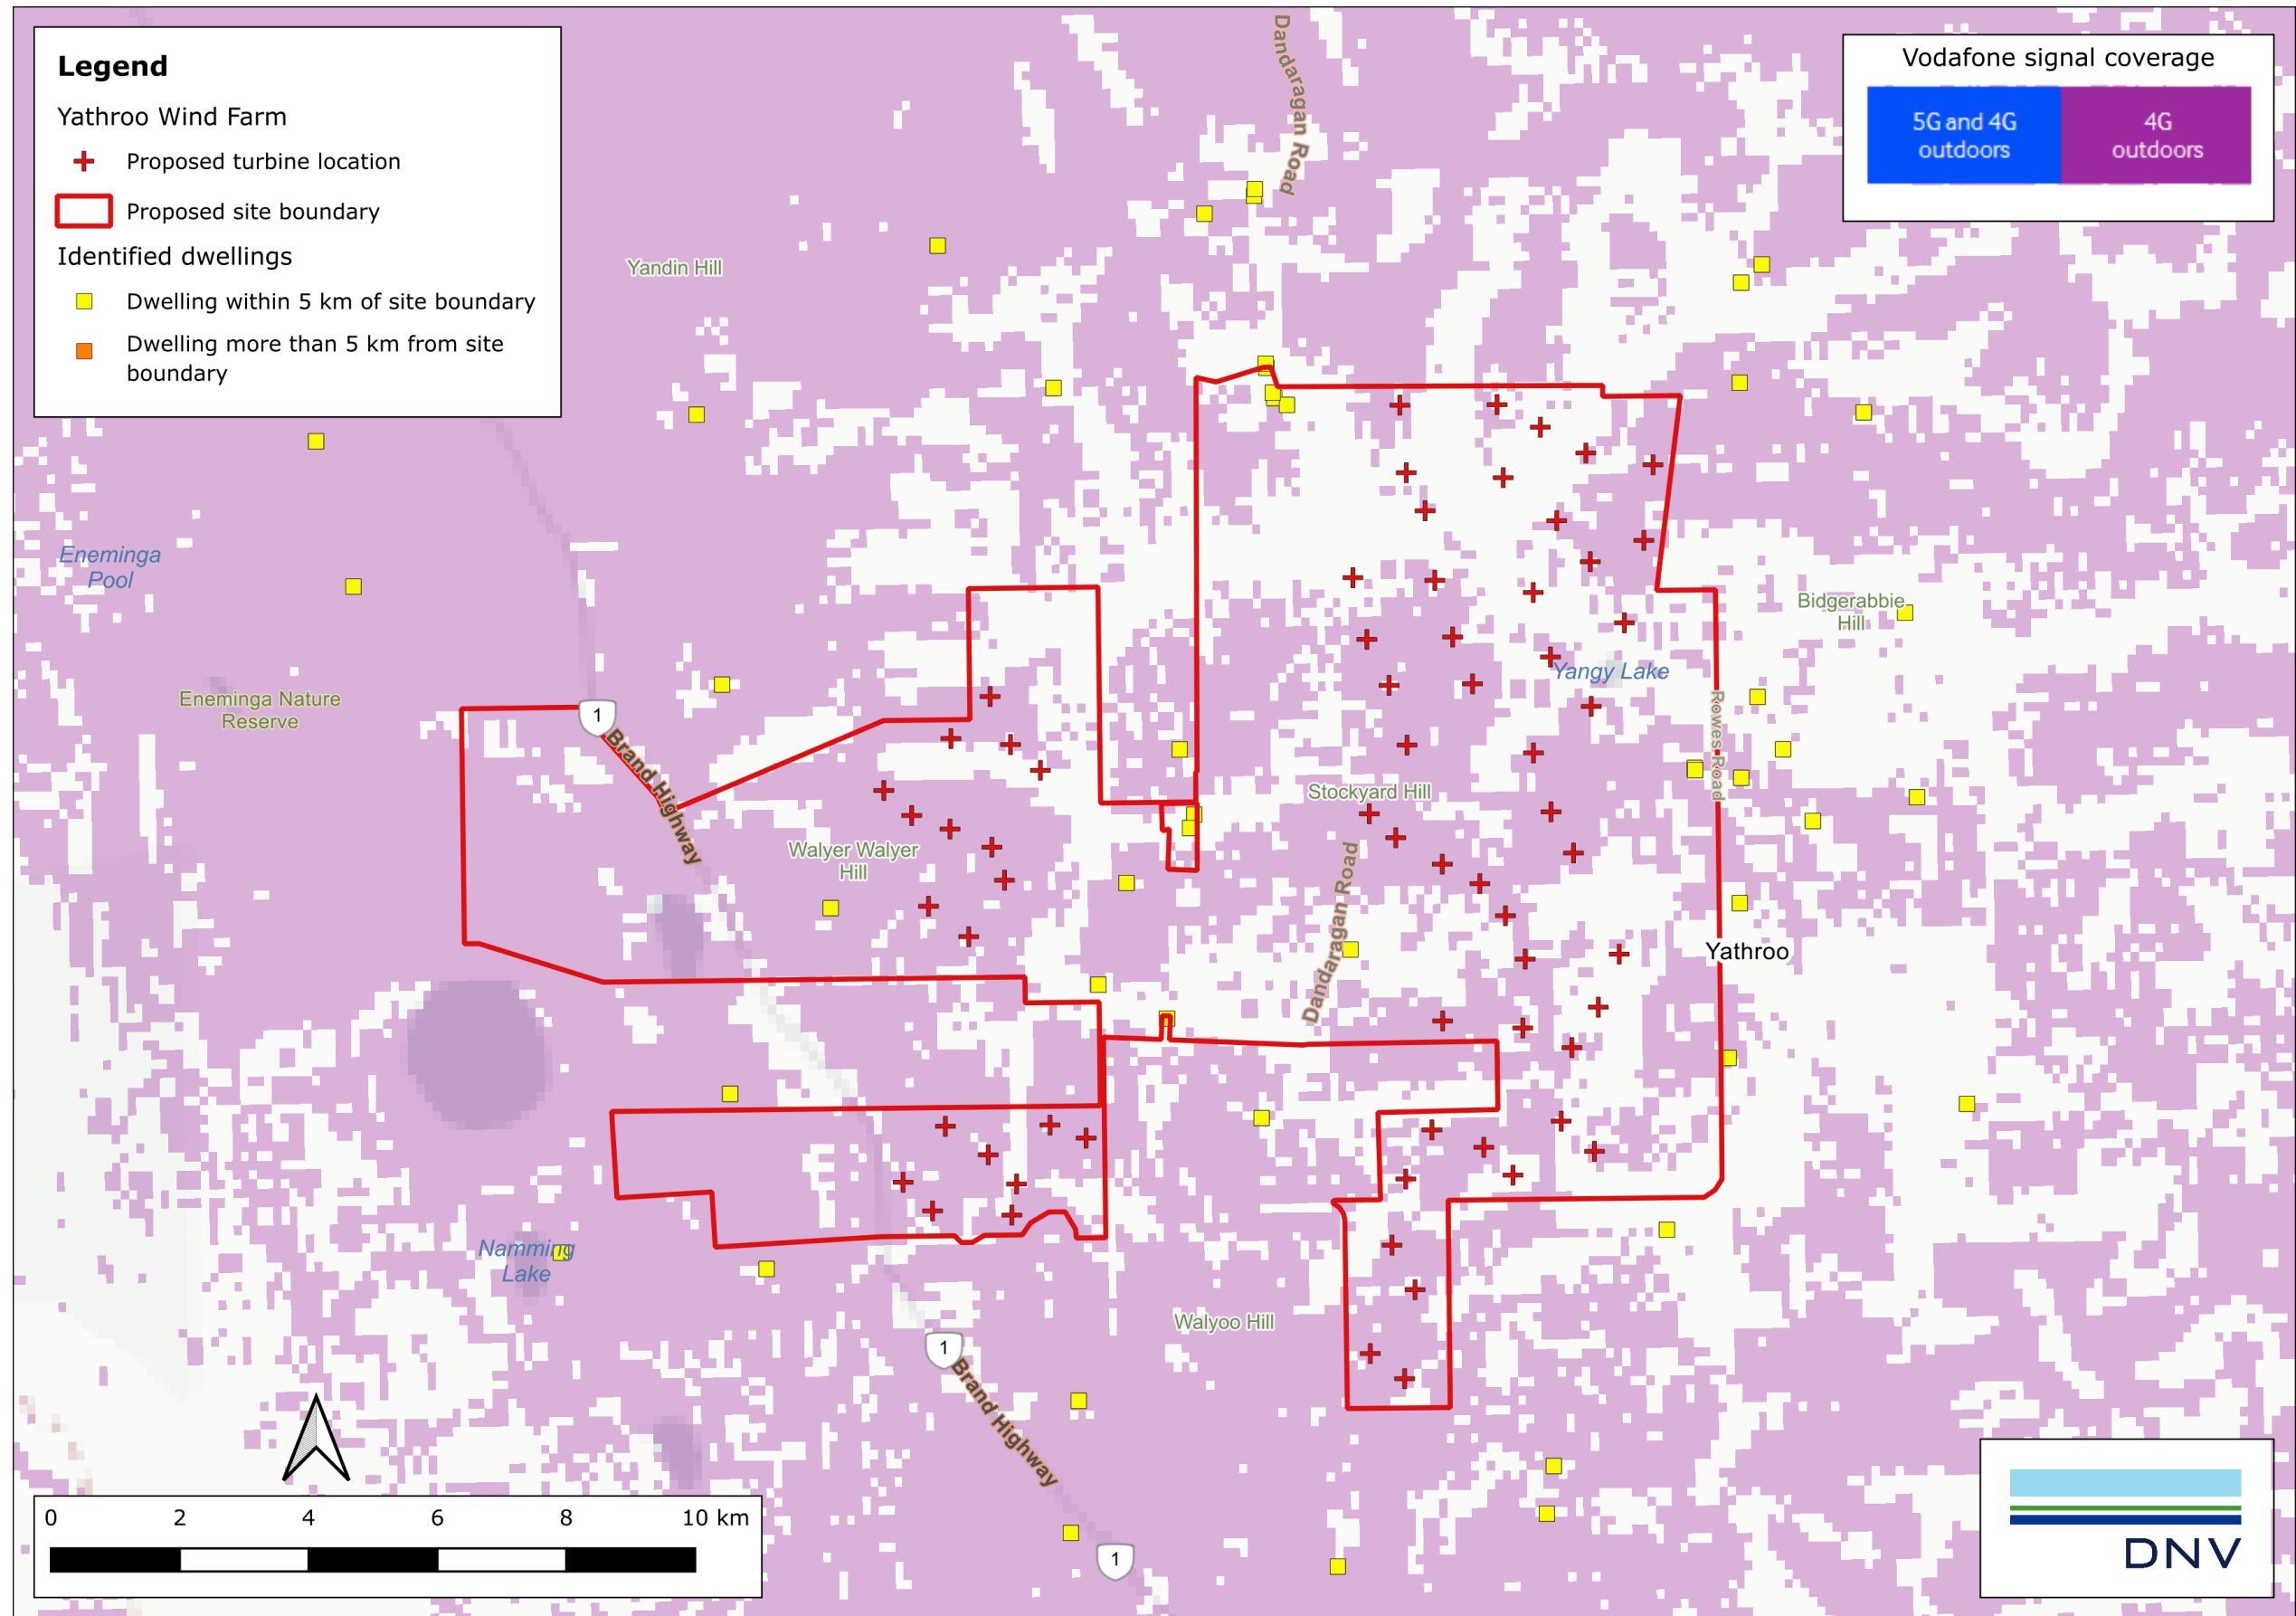 Legend
Yathroo Wind Farm
Proposed turbine location
Proposed site boundary
Identified dwellings
Dwelling within 5 km of site boundary
Dwelling more than 5 km from site
boundary
Vodafone signal coverage
5G and 4G
outdoors
4G
outdoors
Dandaragan Road
Yandin Hill
Eneminga
Pool
Bidgerabbie
Hill
Yangy Lake
Eneminga Nature
Reserve
1
Brand Highway
Rowes Road
Stockyard Hill
Walyer Walyer
Hill
Dandaragan Road
Yathroo
Namming
Lake
Walyoo Hill
1
Brand Highway
1
0 2 4 6 8 10 km
DNV